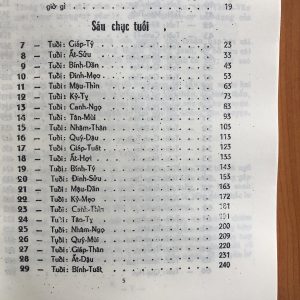 giờ gì . . . . . . . . . . 19
Sáu chục tuổi
7 — Tuổi: Giáp-Tý . . . . . . . . . . 23
8 — Tuổi: Ất-Sửu . . . . . . . . . . 33
9 — Tuổi: Bính-Dần . . . . . . . . . . 43
10 — Tuổi: Đinh-Mẹo . . . . . . . . . . 53
11 — Tuổi: Mậu-Thìn . . . . . . . . . . 63
12 — Tuổi: Kỷ-Tỵ . . . . . . . . . . 73
13 — Tuổi: Canh-Ngọ . . . . . . . . . . 83
14 — Tuổi: Tân-Mùi . . . . . . . . . . 95
15 — Tuổi: Nhâm-Thân . . . . . . . . . . 105
16 — Tuổi: Quý-Dậu . . . . . . . . . . 115
17 — Tuổi: Giáp-Tuất . . . . . . . . . . 123
18 — Tuổi: Ất-Hợi . . . . . . . . . . 133
19 — Tuổi: Bính-Tý . . . . . . . . . . 143
20 — Tuổi: Đinh-Sửu . . . . . . . . . . 153
21 — Tuổi: Mậu-Dần . . . . . . . . . . 163
22 — Tuổi: Kỷ-Mẹo . . . . . . . . . . 172
23 — Tuổi: Canh-Thìn . . . . . . . . . . 181
24 — Tuổi: Tân-Tỵ . . . . . . . . . . 191
25 — Tuổi: Nhâm-Ngọ . . . . . . . . . . 200
26 — Tuổi: Quý-Mùi . . . . . . . . . . 209
27 — Tuổi: Giáp-Thân . . . . . . . . . . 220
28 — Tuổi: Ất-Dậu . . . . . . . . . . 231
29 — Tuổi: Bính-Tuất . . . . . . . . . . 240
5